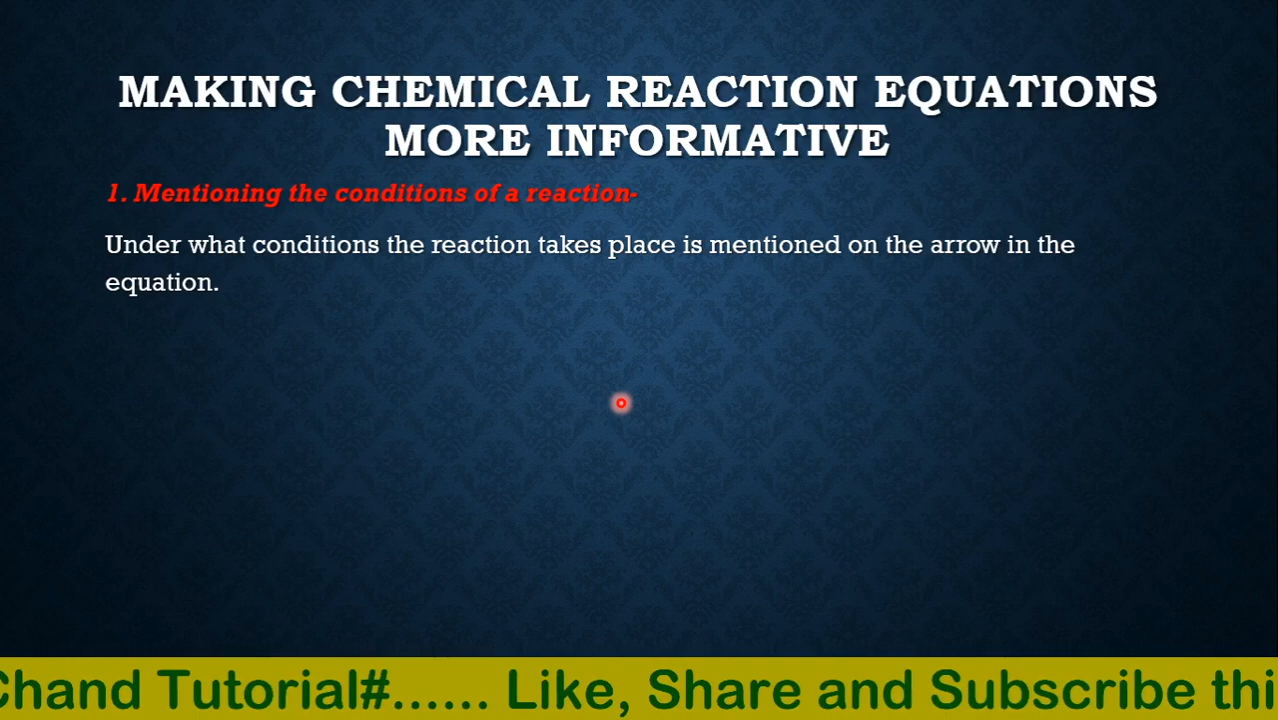 MAKING CHEMICAL REACTION EQUATIONS
MORE INFORMATIVE
1. Mentioning the conditions of a reaction-
Under what conditions the reaction takes place is mentioned on the arrow in the
equation.
Chand Tutorial#...... Like, Share and Subscribe thi